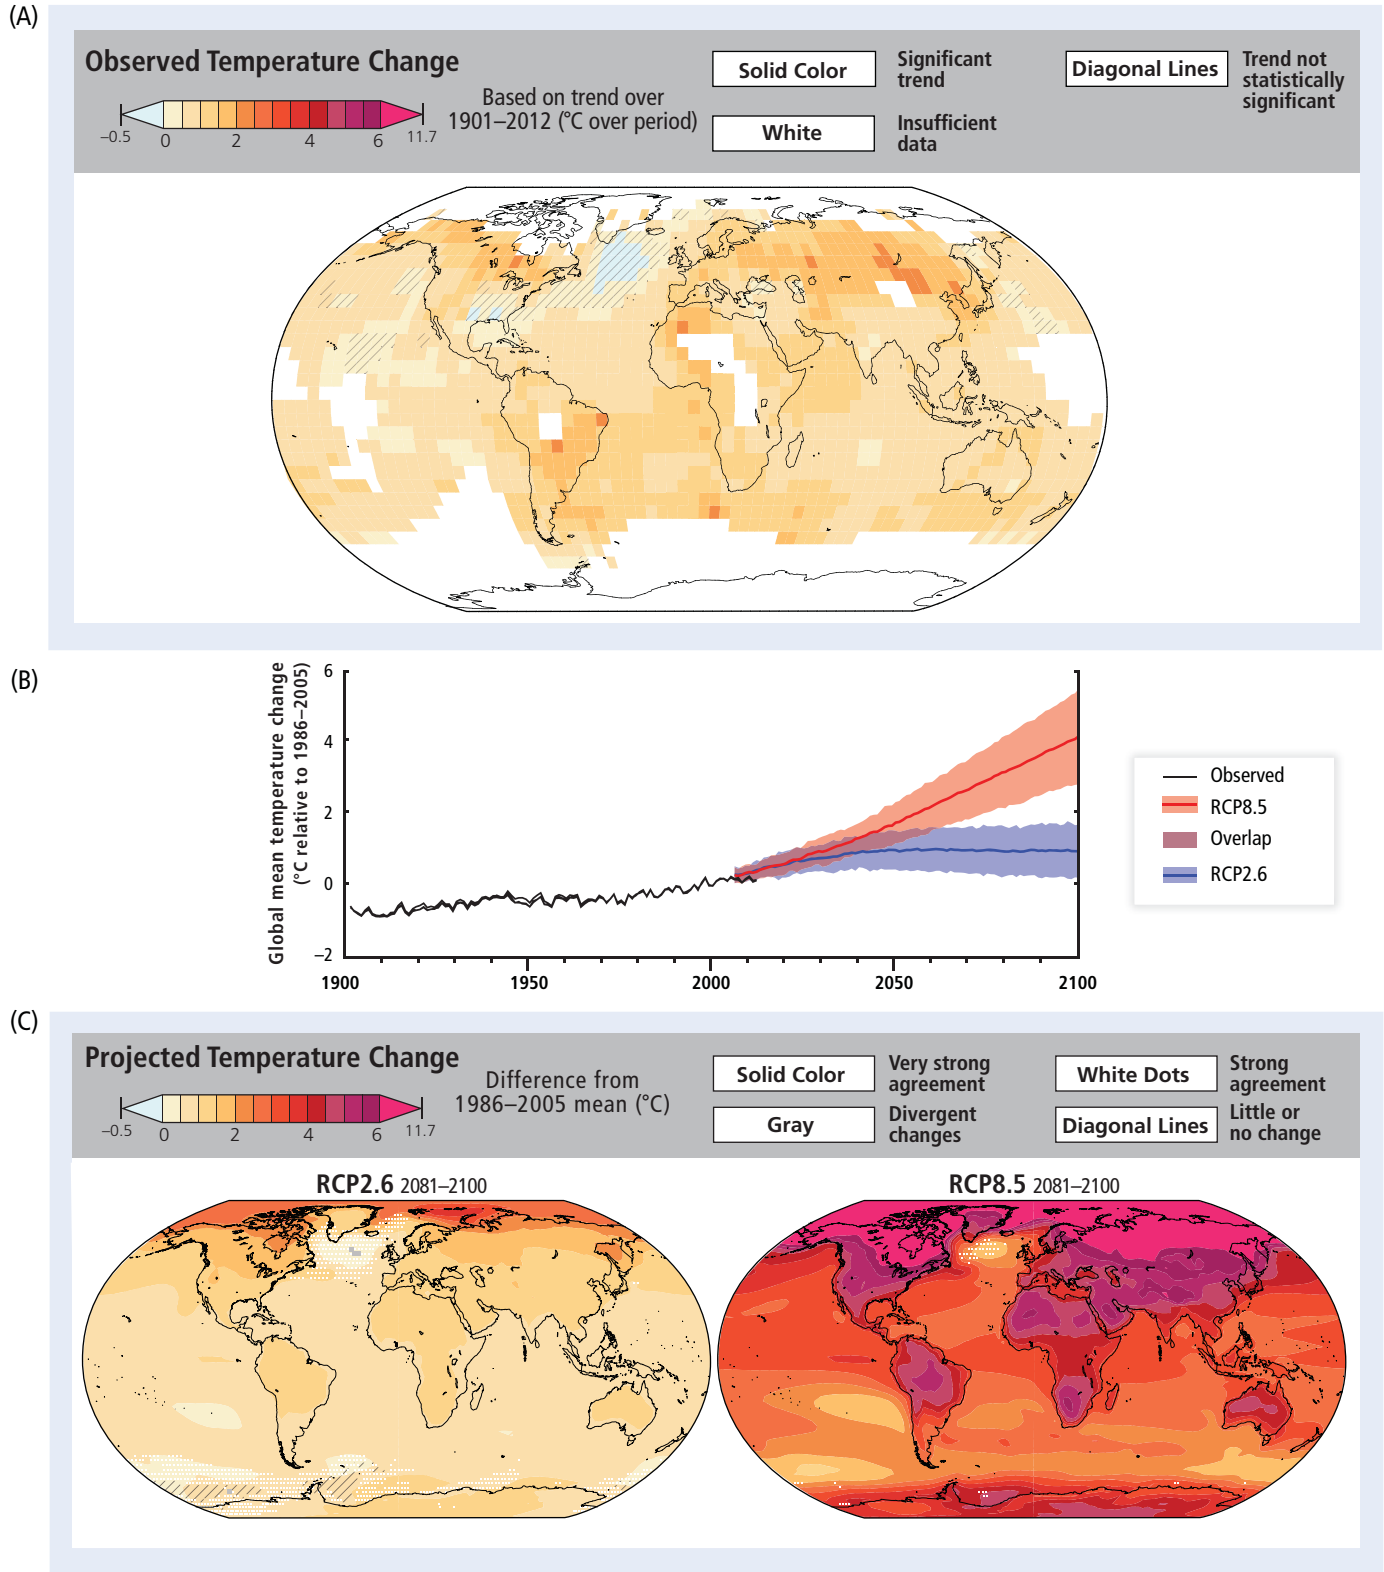 (A)
Observed Temperature Change
–0.5 0 2 4 6 11.7
Based on trend over
1901–2012 (°C over period)
Solid Color
Significant
trend
White
Insufficient
data
Diagonal Lines
Trend not
statistically
significant
(B)
Global mean temperature change
(°C relative to 1986–2005)
6
4
2
0
–2
1900 1950 2000 2050 2100
Observed
RCP8.5
Overlap
RCP2.6
(C)
Projected Temperature Change
–0.5 0 2 4 6 11.7
Difference from
1986–2005 mean (°C)
Solid Color
Very strong
agreement
Gray
Divergent
changes
White Dots
Strong
agreement
Diagonal Lines
Little or
no change
RCP2.6 2081–2100
RCP8.5 2081–2100